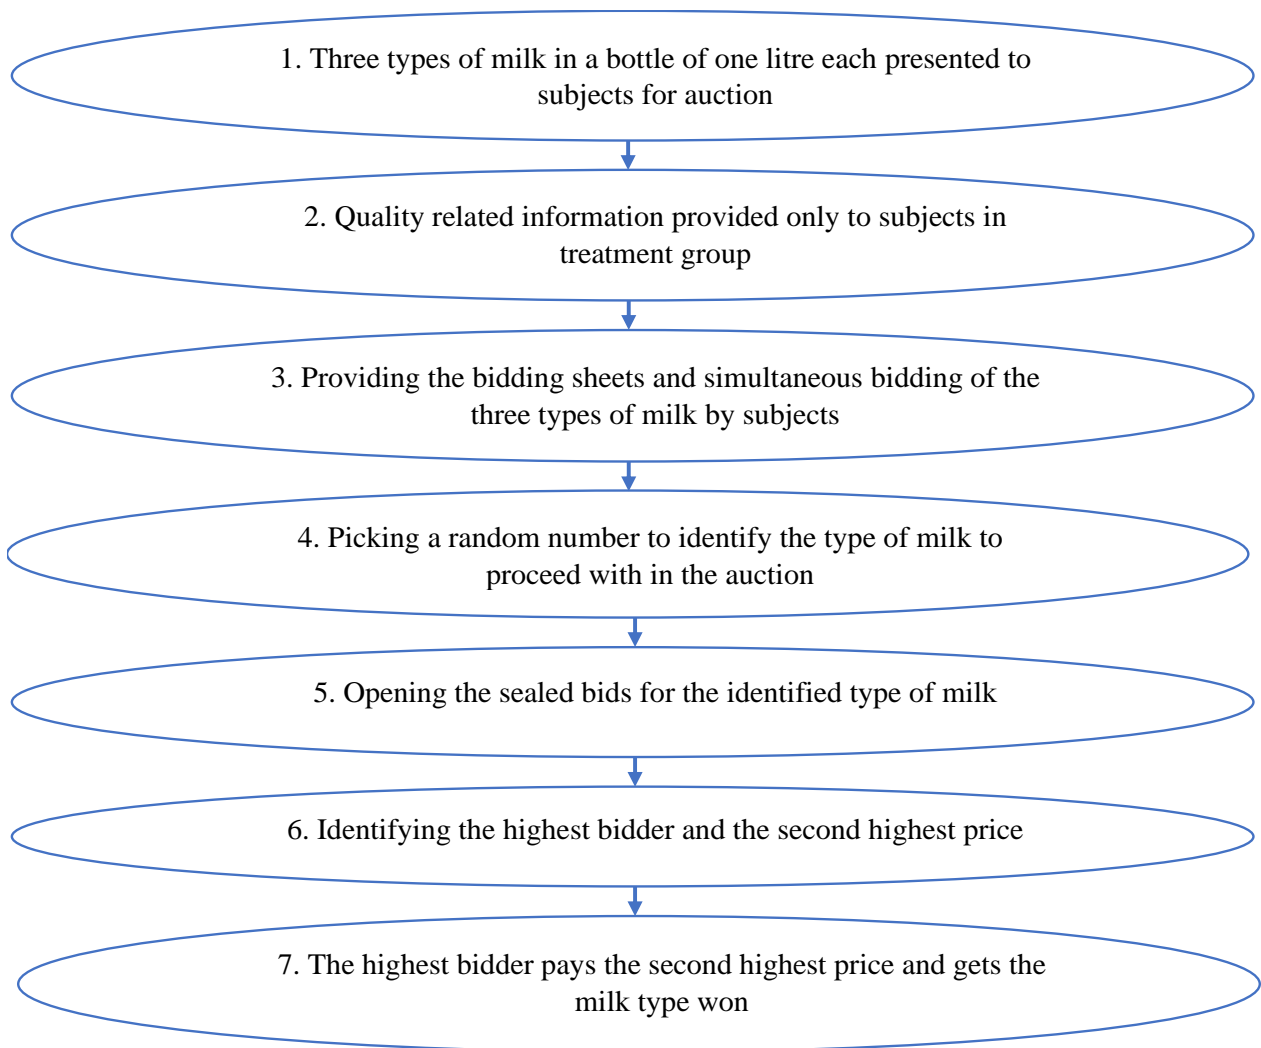 1. Three types of milk in a bottle of one litre each presented to
subjects for auction
2. Quality related information provided only to subjects in
treatment group
3. Providing the bidding sheets and simultaneous bidding of the
three types of milk by subjects
4. Picking a random number to identify the type of milk to
proceed with in the auction
5. Opening the sealed bids for the identified type of milk
6. Identifying the highest bidder and the second highest price
7. The highest bidder pays the second highest price and gets the
milk type won